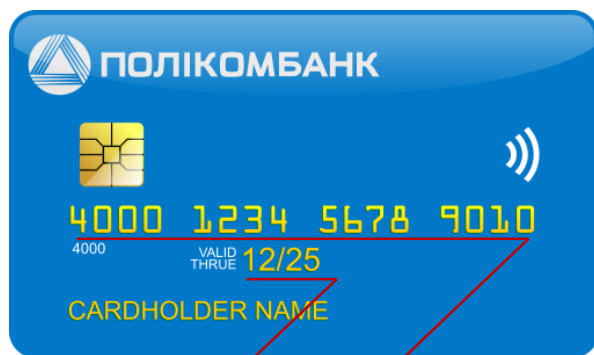 ПОЛІКОМБАНК
4000 1234 5678 9010
4000
VALID
THRUE 12/25
CARDHOLDER NAME